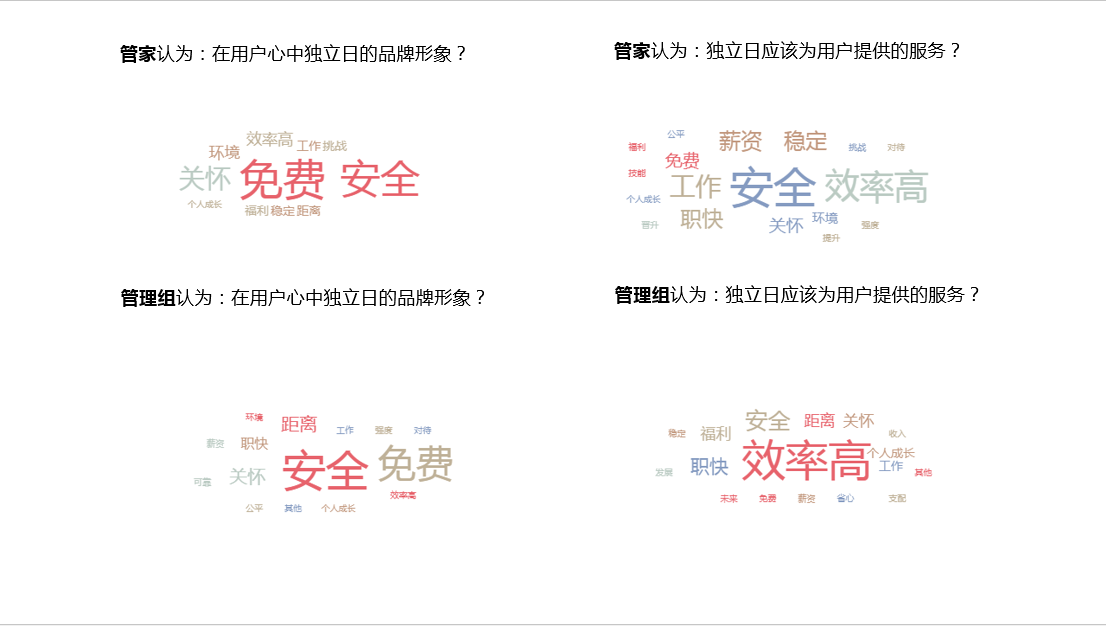 管家认为：在用户心中独立日的品牌形象？
效率高
工作 挑战
环境
关怀 免费 安全
个人成长
福利 稳定 距离
管家认为：独立日应该为用户提供的服务？
公平
福利 薪资 稳定 挑战 对待
免费
技能
工作 安全 效率高
个人成长
晋升 职快 关怀 环境 强度
提升
管理组认为：在用户心中独立日的品牌形象？
环境 距离 工作 强度 对待
薪资 职快
可靠 关怀 安全 免费
效率高
公平 其他 个人成长
管理组认为：独立日应该为用户提供的服务？
安全 距离 关怀
稳定 福利 收入
效率高 个人成长
发展 职快 工作 其他
未来 免费 薪资 省心 支配